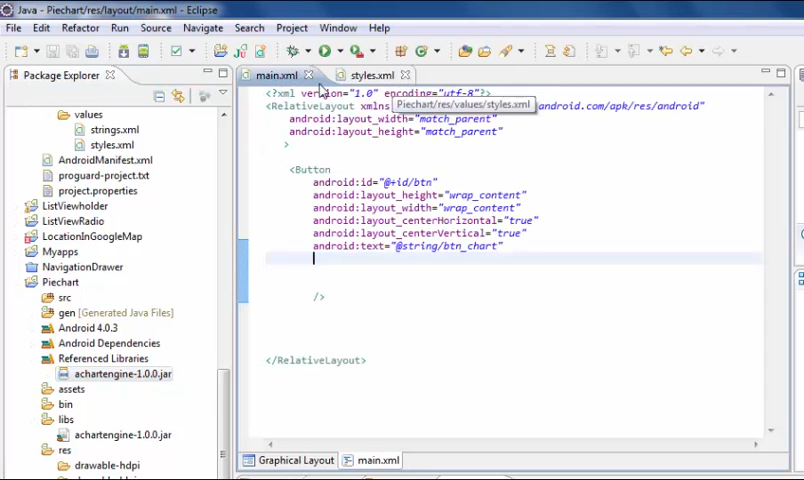 Java - Piechart/res/layout/main.xml - Eclipse
File Edit Refactor Run Source Navigate Search Project Window Help
Package Explorer
values
strings.xml
styles.xml
AndroidManifest.xml
proguard-project.txt
project.properties
ListViewholder
ListViewRadio
LocationInGoogleMap
Myapps
NavigationDrawer
Piechart
src
gen [Generated Java Files]
Android 4.0.3
Android Dependencies
Referenced Libraries
achartengine-1.0.0.jar
assets
bin
libs
achartengine-1.0.0.jar
res
drawable-hdpi
main.xml styles.xml
<?xml version="1.0" encoding="utf-8"?>
Piechart/res/values/styles.xml
<RelativeLayout xmlns android.com/apk/res/android"
android:layout_width="match_parent"
android:layout_height="match_parent"
>
<Button
android:id="@+id/btn"
android:layout_height="wrap_content"
android:layout_width="wrap_content"
android:layout_centerHorizontal="true"
android:layout_centerVertical="true"
android:text="@string/btn_chart"
/>
</RelativeLayout>
Graphical Layout main.xml